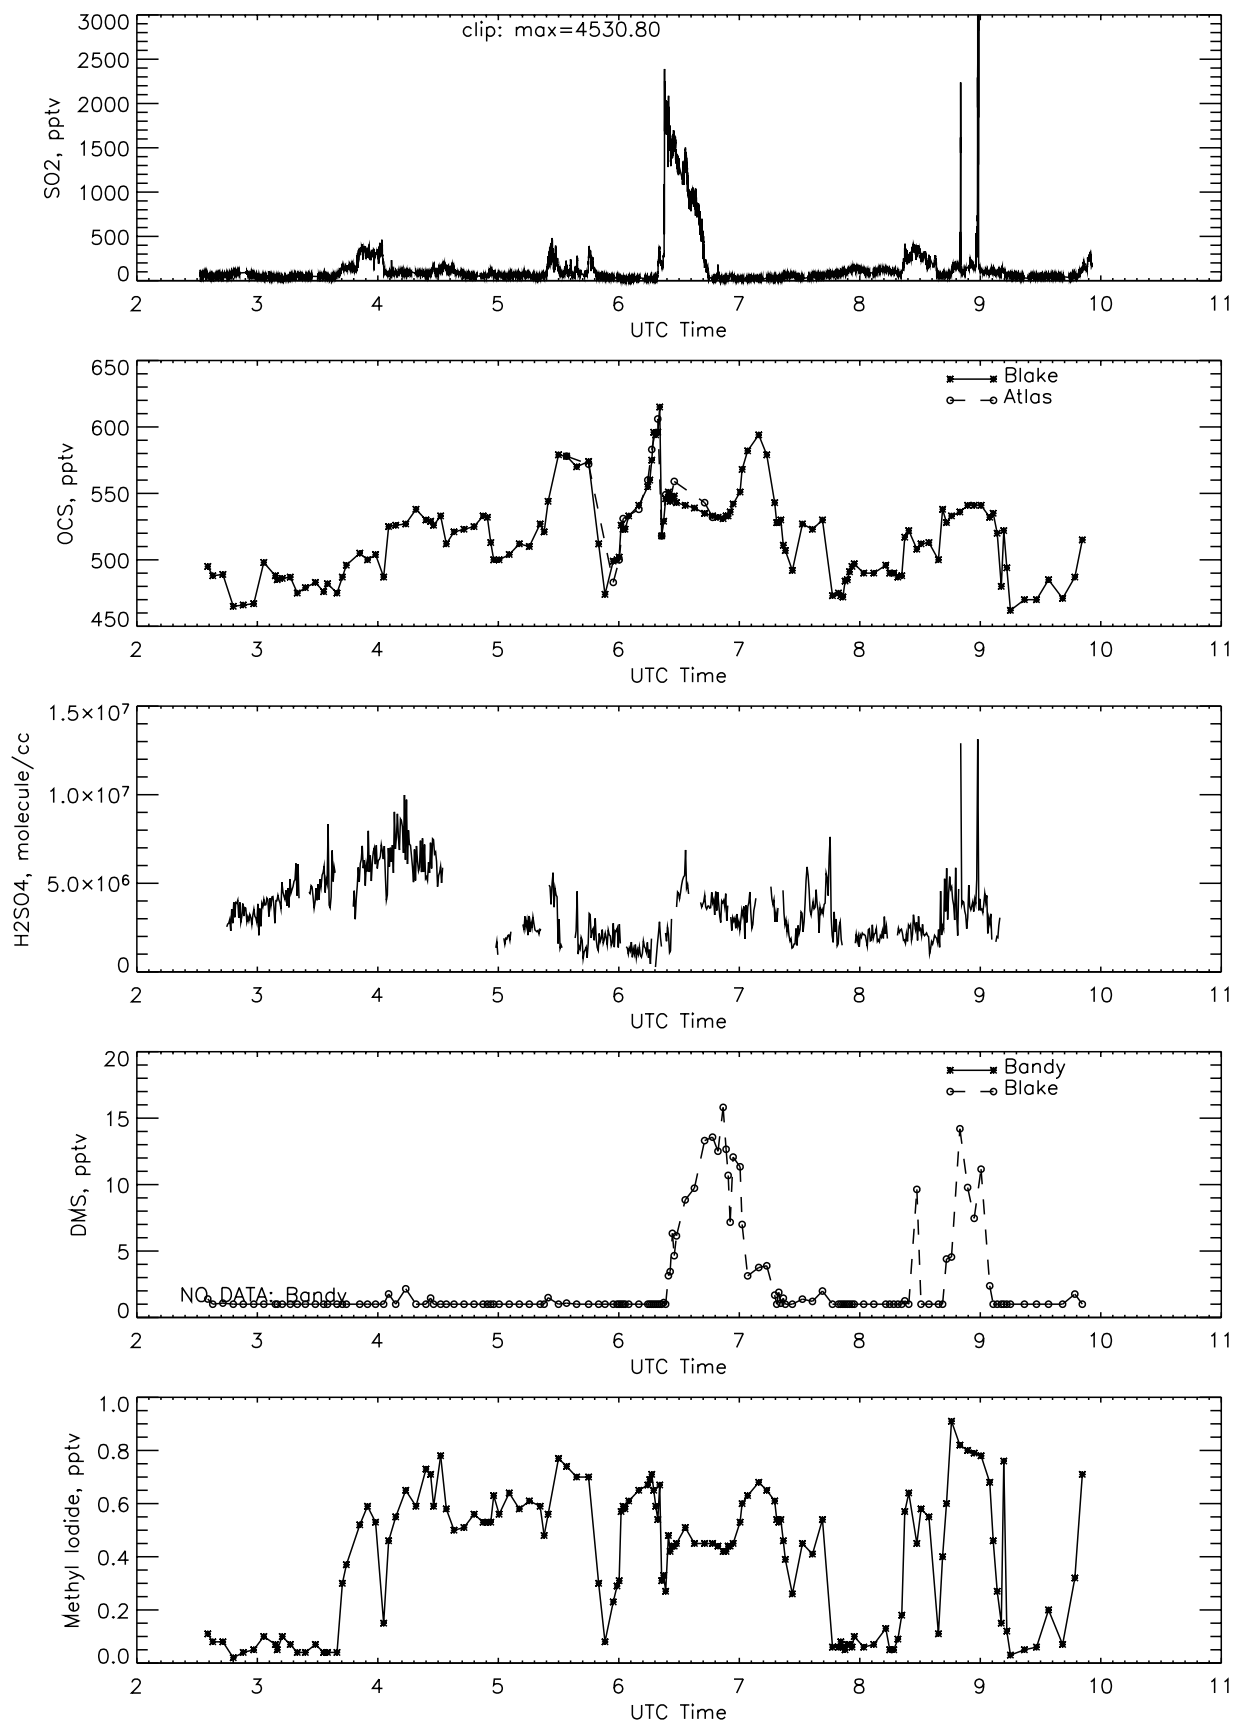 clip: max=4530.80
3000
2500
2000
1500
1000
500
0
SO2, pptv
2 3 4 5 6 7 8 9 10 11
UTC Time
650
600
550
500
450
OCS, pptv
Blake
Atlas
2 3 4 5 6 7 8 9 10 11
UTC Time
1.5×10⁷
1.0×10⁷
5.0×10⁶
0
H2SO4, molecule/cc
2 3 4 5 6 7 8 9 10 11
UTC Time
20
15
10
5
0
DMS, pptv
Bandy
Blake
NO DATA: Bandy
2 3 4 5 6 7 8 9 10 11
UTC Time
1.0
0.8
0.6
0.4
0.2
0.0
Methyl Iodide, pptv
2 3 4 5 6 7 8 9 10 11
UTC Time